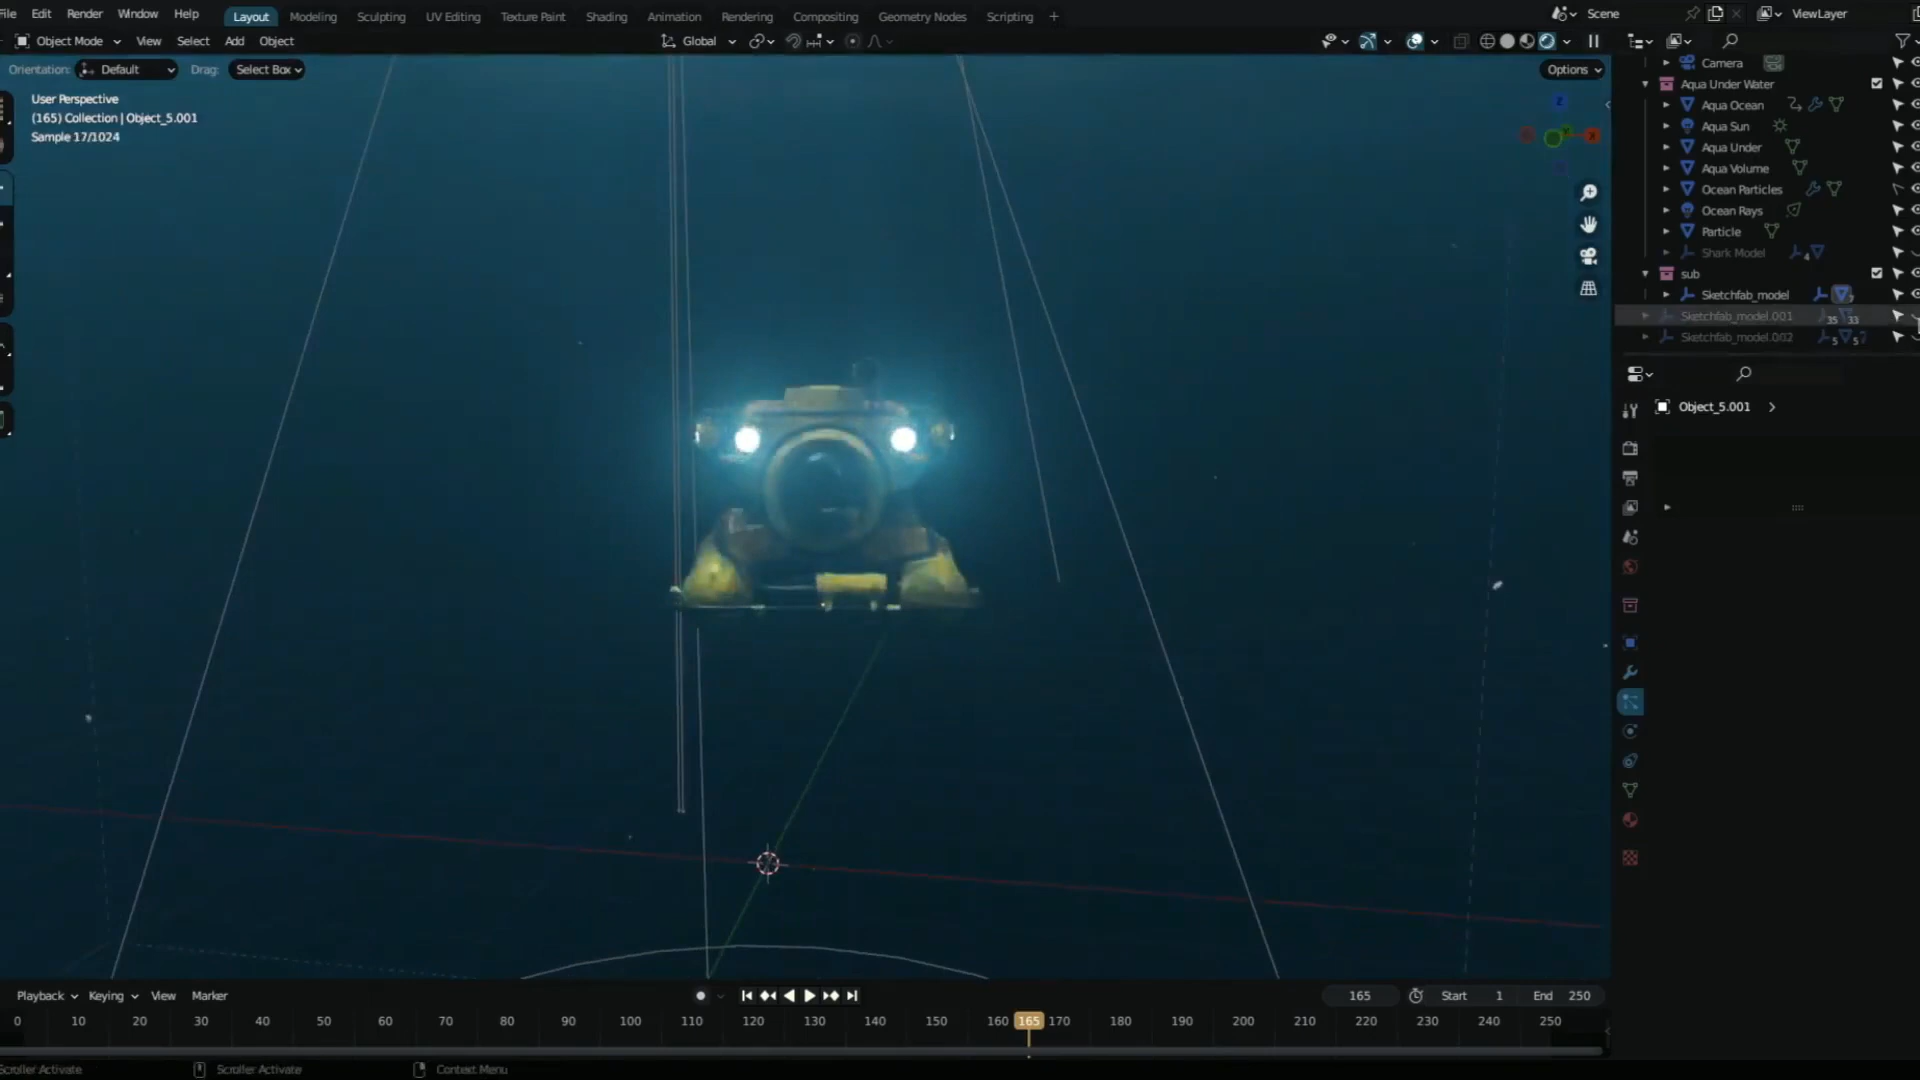 File Edit Render Window Help Layout Modeling Sculpting UV Editing Texture Paint Shading Animation Rendering Compositing Geometry Nodes Scripting + Scene ViewLayer
Object Mode View Select Add Object Global
Orientation: Default Drag: Select Box Options
User Perspective
(165) Collection | Object_5.001
Sample 17/1024
Z
X
Camera
Aqua Under Water
Aqua Ocean
Aqua Sun
Aqua Under
Aqua Volume
Ocean Particles
Ocean Rays
Particle
Shark Model 4
sub
Sketchfab_model
Sketchfab_model.001 35 33
Sketchfab_model.002 5 5
Object_5.001
Playback Keying View Marker 165 Start 1 End 250
0 10 20 30 40 50 60 70 80 90 100 110 120 130 140 150 160 165 170 180 190 200 210 220 230 240 250
Scroller Activate Scroller Activate Context Menu